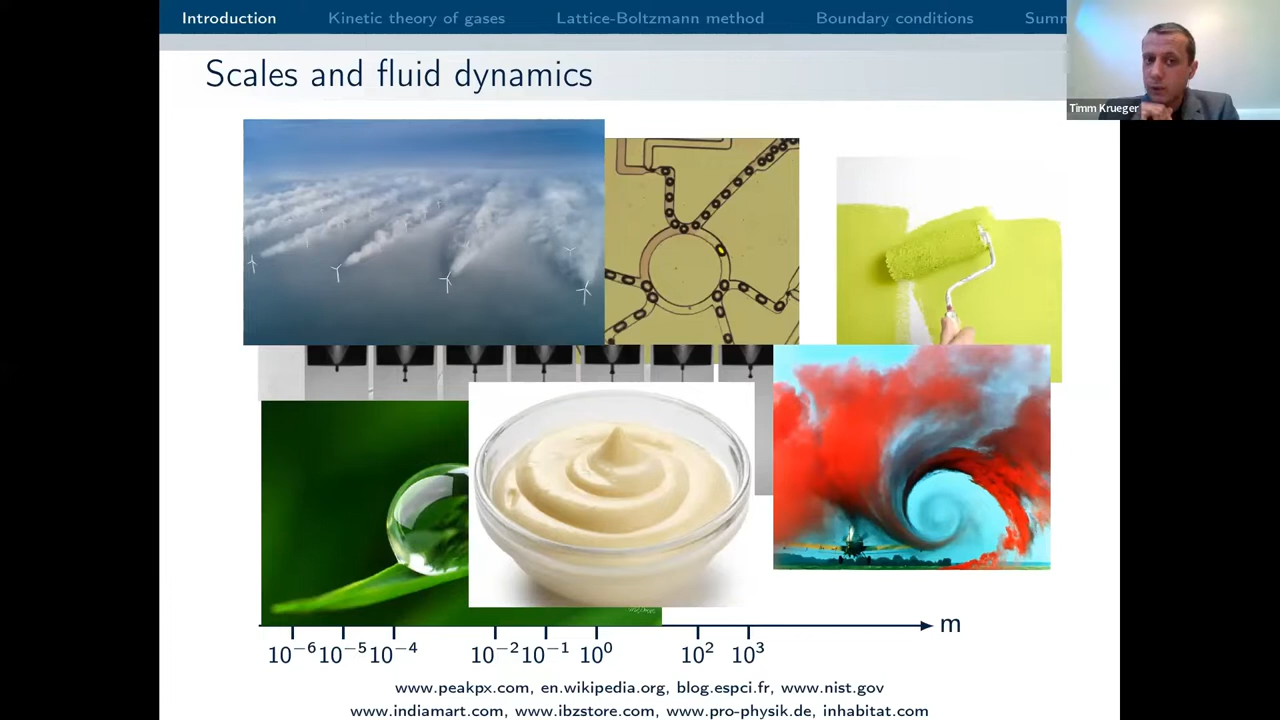 Introduction Kinetic theory of gases Lattice-Boltzmann method Boundary conditions Summ
Timm Krueger
Scales and fluid dynamics
m
10⁻⁶ 10⁻⁵ 10⁻⁴ 10⁻² 10⁻¹ 10⁰ 10² 10³
www.peakpx.com, en.wikipedia.org, blog.espci.fr, www.nist.gov
www.indiamart.com, www.ibzstore.com, www.pro-physik.de, inhabitat.com